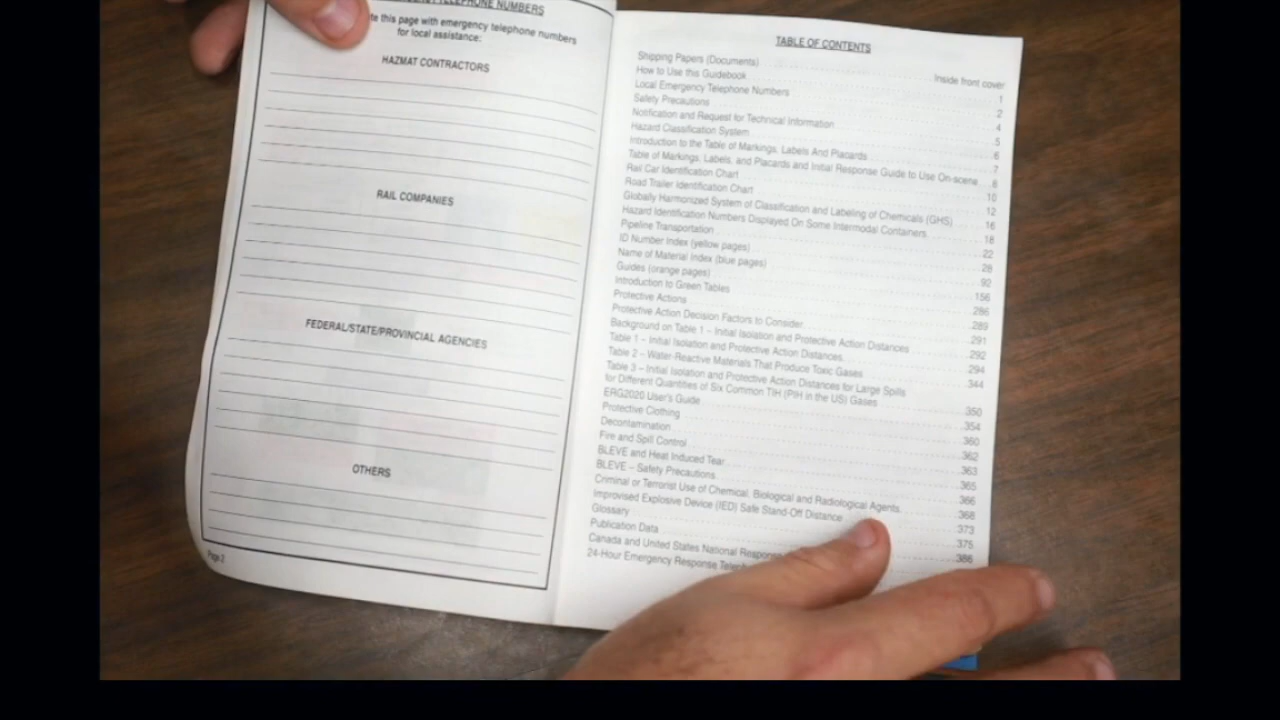 TELEPHONE NUMBERS
this page with emergency telephone numbers
for local assistance:
HAZMAT CONTRACTORS
RAIL COMPANIES
FEDERAL/STATE/PROVINCIAL AGENCIES
OTHERS
Page 2
TABLE OF CONTENTS
Shipping Papers (Documents) Inside front cover
How to Use this Guidebook 1
Local Emergency Telephone Numbers 2
Safety Precautions 4
Notification and Request for Technical Information 5
Hazard Classification System 6
Introduction to the Table of Markings, Labels And Placards 7
Table of Markings, Labels, and Placards and Initial Response Guide to Use On-scene 8
Rail Car Identification Chart 10
Road Trailer Identification Chart 12
Globally Harmonized System of Classification and Labeling of Chemicals (GHS) 16
Hazard Identification Numbers Displayed On Some Intermodal Containers 18
Pipeline Transportation 22
ID Number Index (yellow pages) 28
Name of Material Index (blue pages) 92
Guides (orange pages) 156
Introduction to Green Tables 286
Protective Actions 289
Protective Action Decision Factors to Consider 291
Background on Table 1 – Initial Isolation and Protective Action Distances 292
Table 1 – Initial Isolation and Protective Action Distances 294
Table 2 – Water-Reactive Materials That Produce Toxic Gases 344
Table 3 – Initial Isolation and Protective Action Distances for Large Spills
for Different Quantities of Six Common TIH (PIH in the US) Gases 350
ERG2020 User's Guide 354
Protective Clothing 360
Decontamination 362
Fire and Spill Control 363
BLEVE and Heat Induced Tear 365
BLEVE – Safety Precautions 366
Criminal or Terrorist Use of Chemical, Biological and Radiological Agents 368
Improvised Explosive Device (IED) Safe Stand-Off Distance 373
Glossary 375
Publication Data 386
Canada and United States National Response
24-Hour Emergency Response